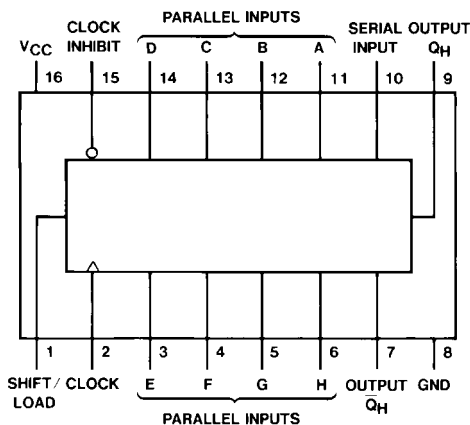 PARALLEL INPUTS
CLOCK INHIBIT
SERIAL INPUT
OUTPUT QH
VCC
D C B A
16 15 14 13 12 11 10 9
1 2 3 4 5 6 7 8
SHIFT/ LOAD
CLOCK
E F G H
OUTPUT Q̅H
GND
PARALLEL INPUTS